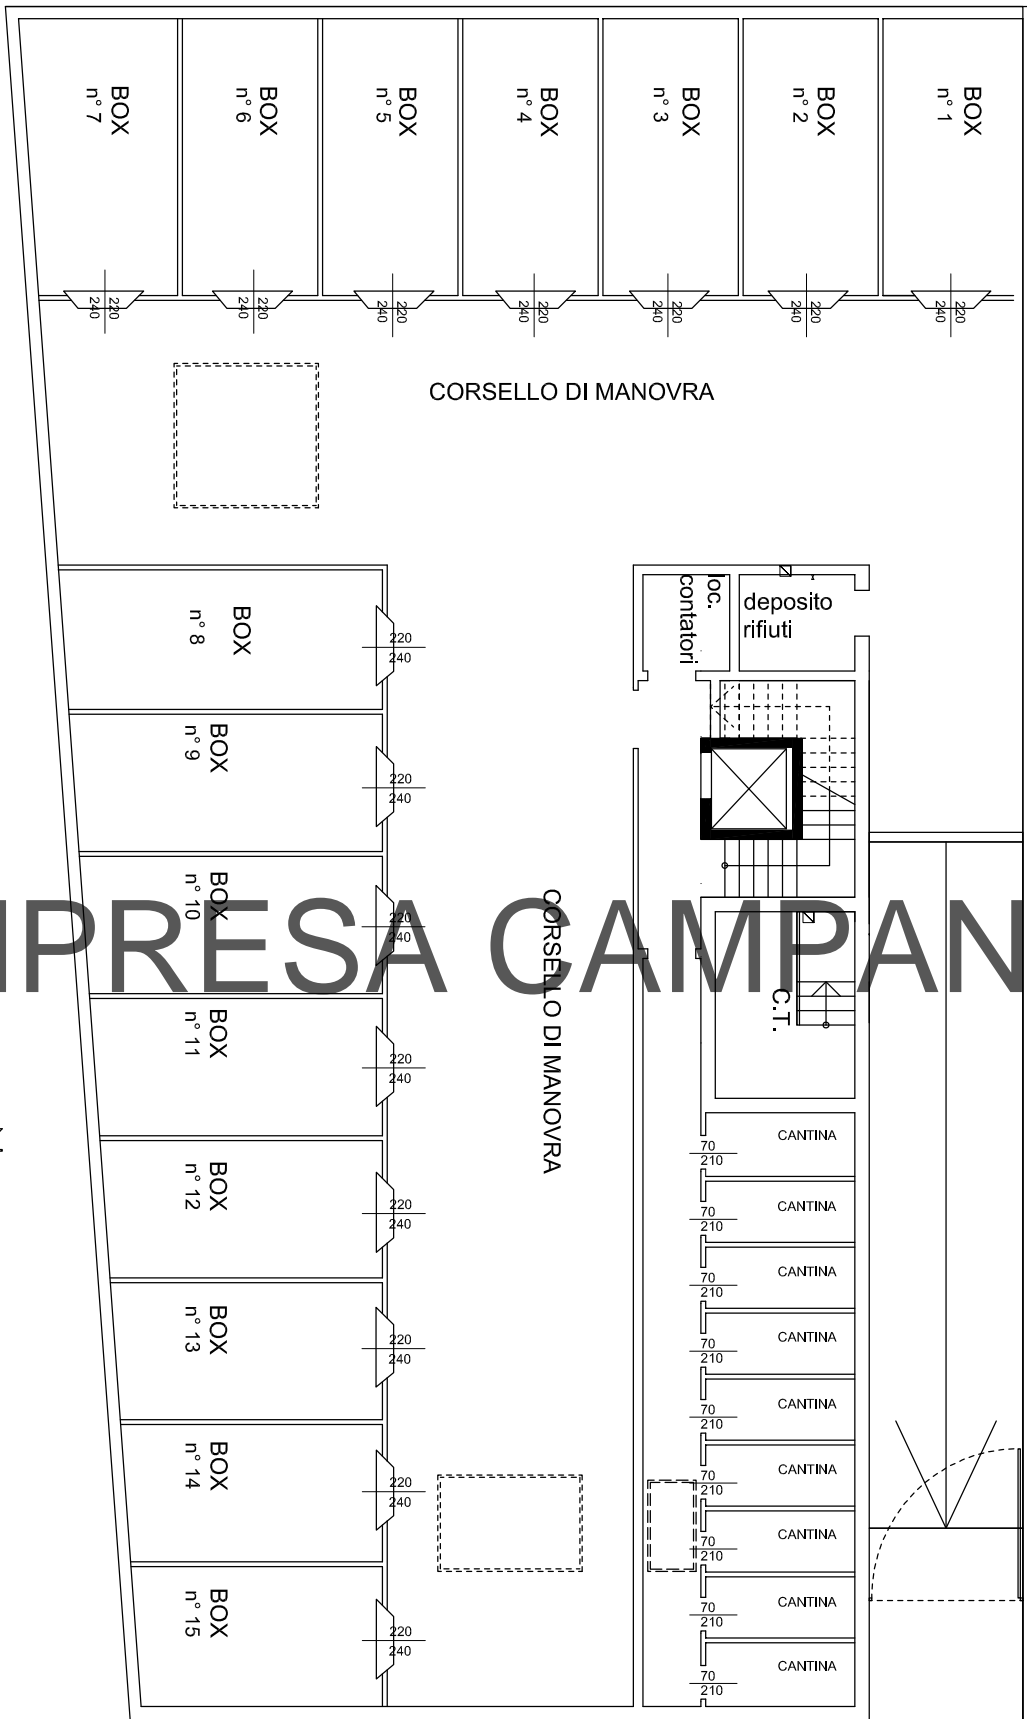 BOX
n° 7
BOX
n° 6
BOX
n° 5
BOX
n° 4
BOX
n° 3
BOX
n° 2
BOX
n° 1
220
240
220
240
220
240
220
240
220
240
220
240
220
240
CORSELLO DI MANOVRA
loc.
contatori
deposito
rifiuti
BOX
n° 8
220
240
BOX
n° 9
220
240
BOX
n° 10
220
240
MPRESA CAMPAN
CORSELLO DI MANOVRA
C.T.
BOX
n° 11
220
240
BOX
n° 12
220
240
BOX
n° 13
220
240
BOX
n° 14
220
240
BOX
n° 15
220
240
CANTINA
70
210
CANTINA
70
210
CANTINA
70
210
CANTINA
70
210
CANTINA
70
210
CANTINA
70
210
CANTINA
70
210
CANTINA
70
210
CANTINA
70
210